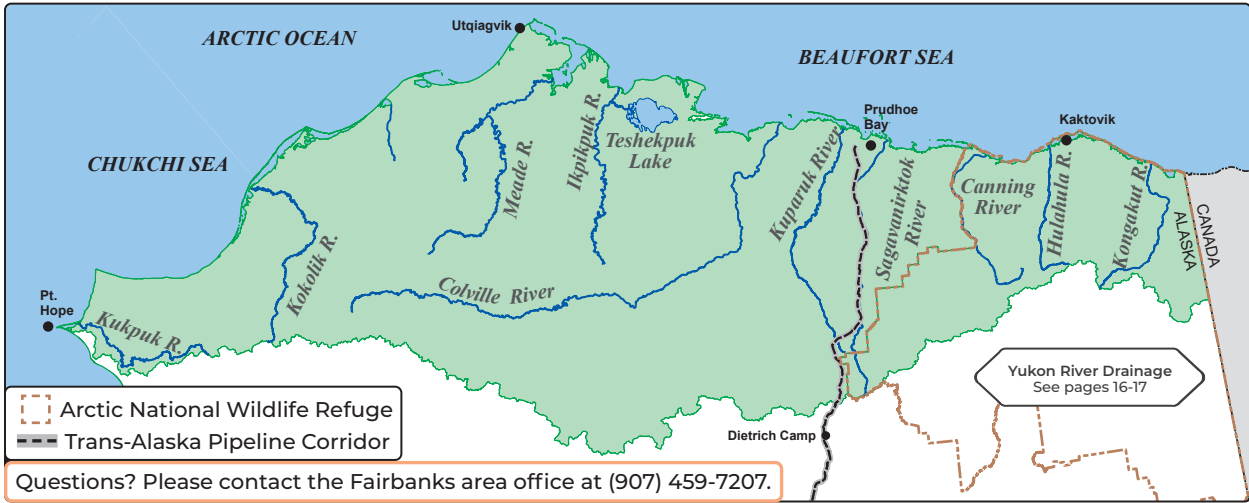 Utqiagvik
ARCTIC OCEAN
BEAUFORT SEA
Prudhoe
Bay
Kaktovik
CHUKCHI SEA
Meade R.
Ikpikpuk R.
Teshekpuk
Lake
Kuparuk River
Sagavanirktok
River
Canning
River
Hulahula R.
Kongakut R.
CANADA
ALASKA
Kokolik R.
Colville River
Pt.
Hope
Kukpuk R.
Yukon River Drainage
See pages 16-17
Arctic National Wildlife Refuge
Trans-Alaska Pipeline Corridor
Dietrich Camp
Questions? Please contact the Fairbanks area office at (907) 459-7207.